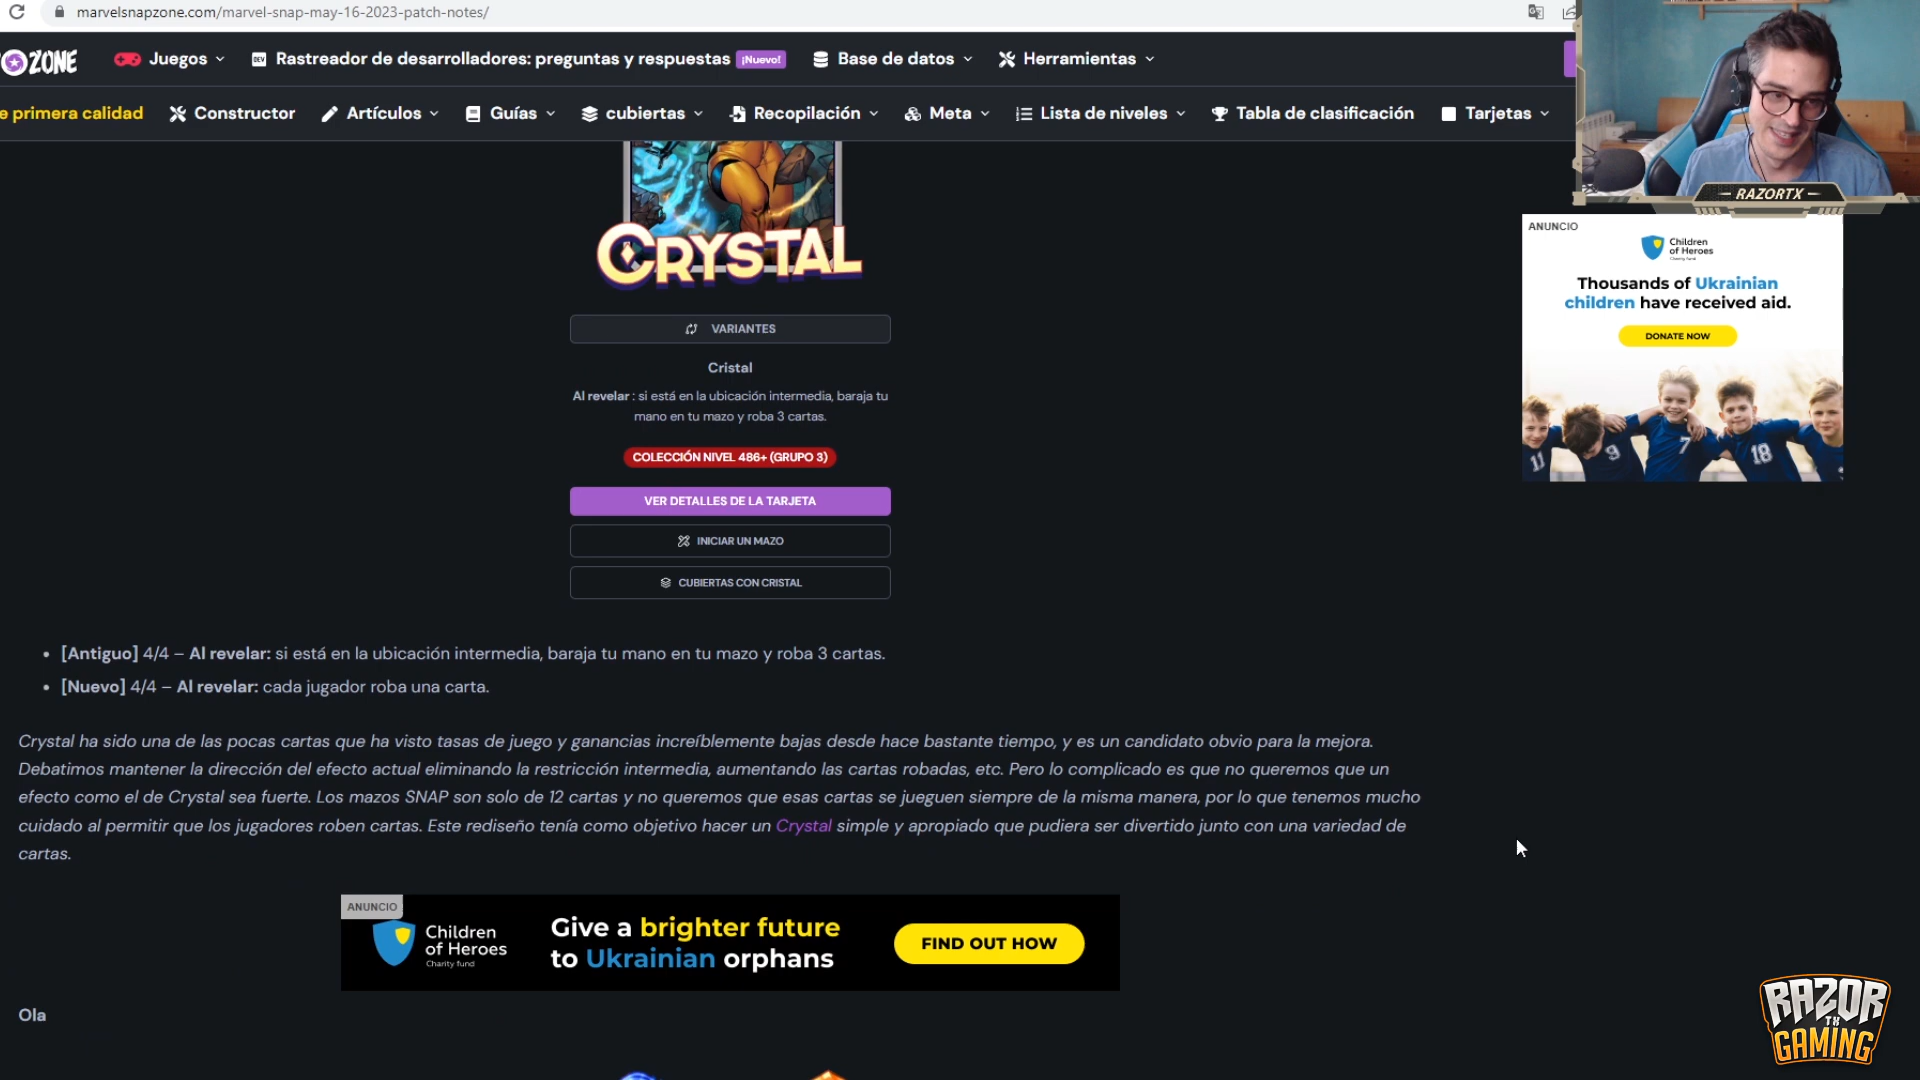 marvelsnapzone.com/marvel-snap-may-16-2023-patch-notes/
ZONE
Juegos
DEV
Rastreador de desarrolladores: preguntas y respuestas
¡Nuevo!
Base de datos
Herramientas
e primera calidad
Constructor
Artículos
Guías
cubiertas
Recopilación
Meta
Lista de niveles
Tabla de clasificación
Tarjetas
RAZORTX
CRYSTAL
VARIANTES
Cristal
Al revelar : si está en la ubicación intermedia, baraja tu
mano en tu mazo y roba 3 cartas.
COLECCIÓN NIVEL 486+ (GRUPO 3)
VER DETALLES DE LA TARJETA
INICIAR UN MAZO
CUBIERTAS CON CRISTAL
ANUNCIO
Children
of Heroes
Charity fund
Thousands of Ukrainian
children have received aid.
DONATE NOW
11
9
7
18
• [Antiguo] 4/4 – Al revelar: si está en la ubicación intermedia, baraja tu mano en tu mazo y roba 3 cartas.
• [Nuevo] 4/4 – Al revelar: cada jugador roba una carta.
Crystal ha sido una de las pocas cartas que ha visto tasas de juego y ganancias increíblemente bajas desde hace bastante tiempo, y es un candidato obvio para la mejora.
Debatimos mantener la dirección del efecto actual eliminando la restricción intermedia, aumentando las cartas robadas, etc. Pero lo complicado es que no queremos que un
efecto como el de Crystal sea fuerte. Los mazos SNAP son solo de 12 cartas y no queremos que esas cartas se jueguen siempre de la misma manera, por lo que tenemos mucho
cuidado al permitir que los jugadores roben cartas. Este rediseño tenía como objetivo hacer un Crystal simple y apropiado que pudiera ser divertido junto con una variedad de
cartas.
ANUNCIO
Children
of Heroes
Charity fund
Give a brighter future
to Ukrainian orphans
FIND OUT HOW
Ola
RAZOR
TX
GAMING